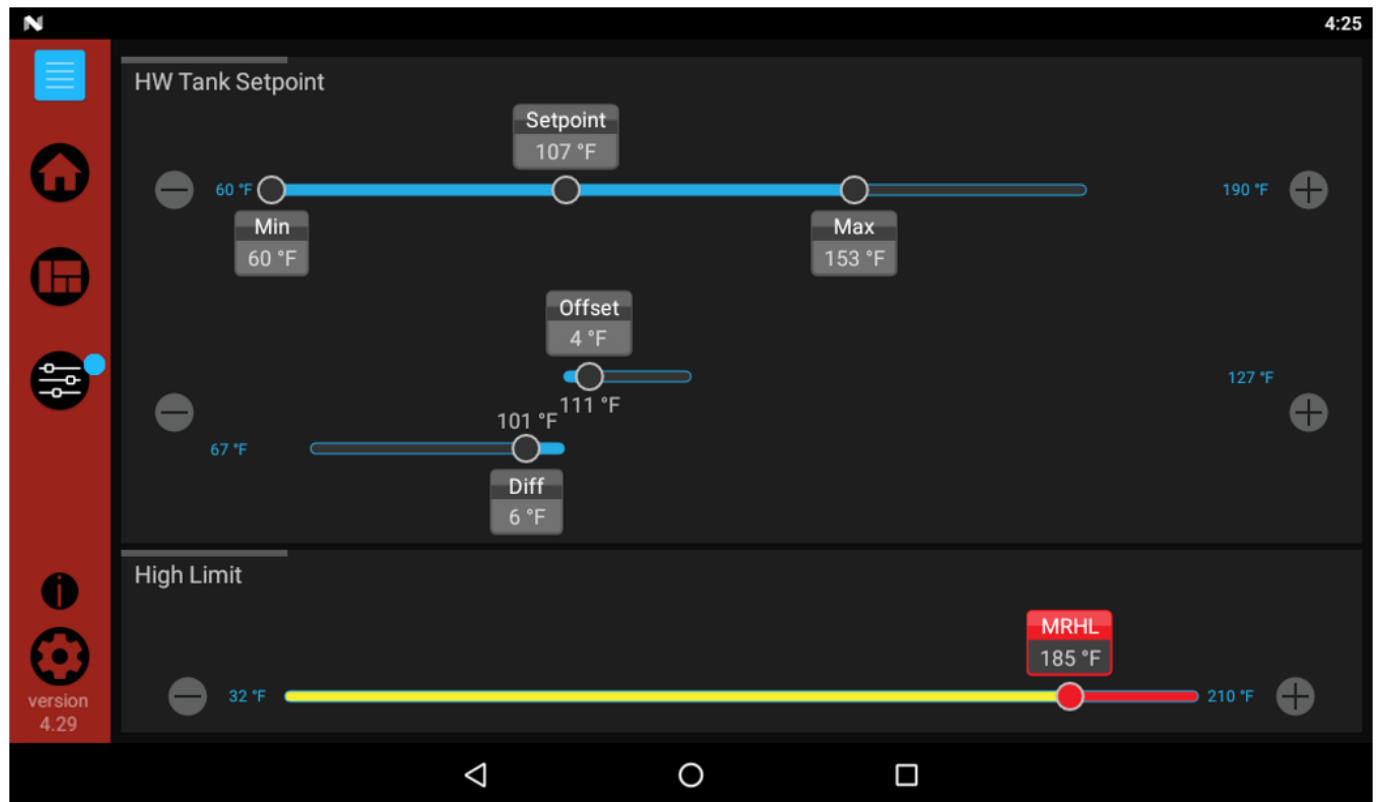 N
4:25
HW Tank Setpoint
Setpoint
107 °F
60 °F
190 °F
Min
60 °F
Max
153 °F
Offset
4 °F
127 °F
111 °F
101 °F
67 °F
Diff
6 °F
High Limit
MRHL
185 °F
32 °F
210 °F
i
version
4.29